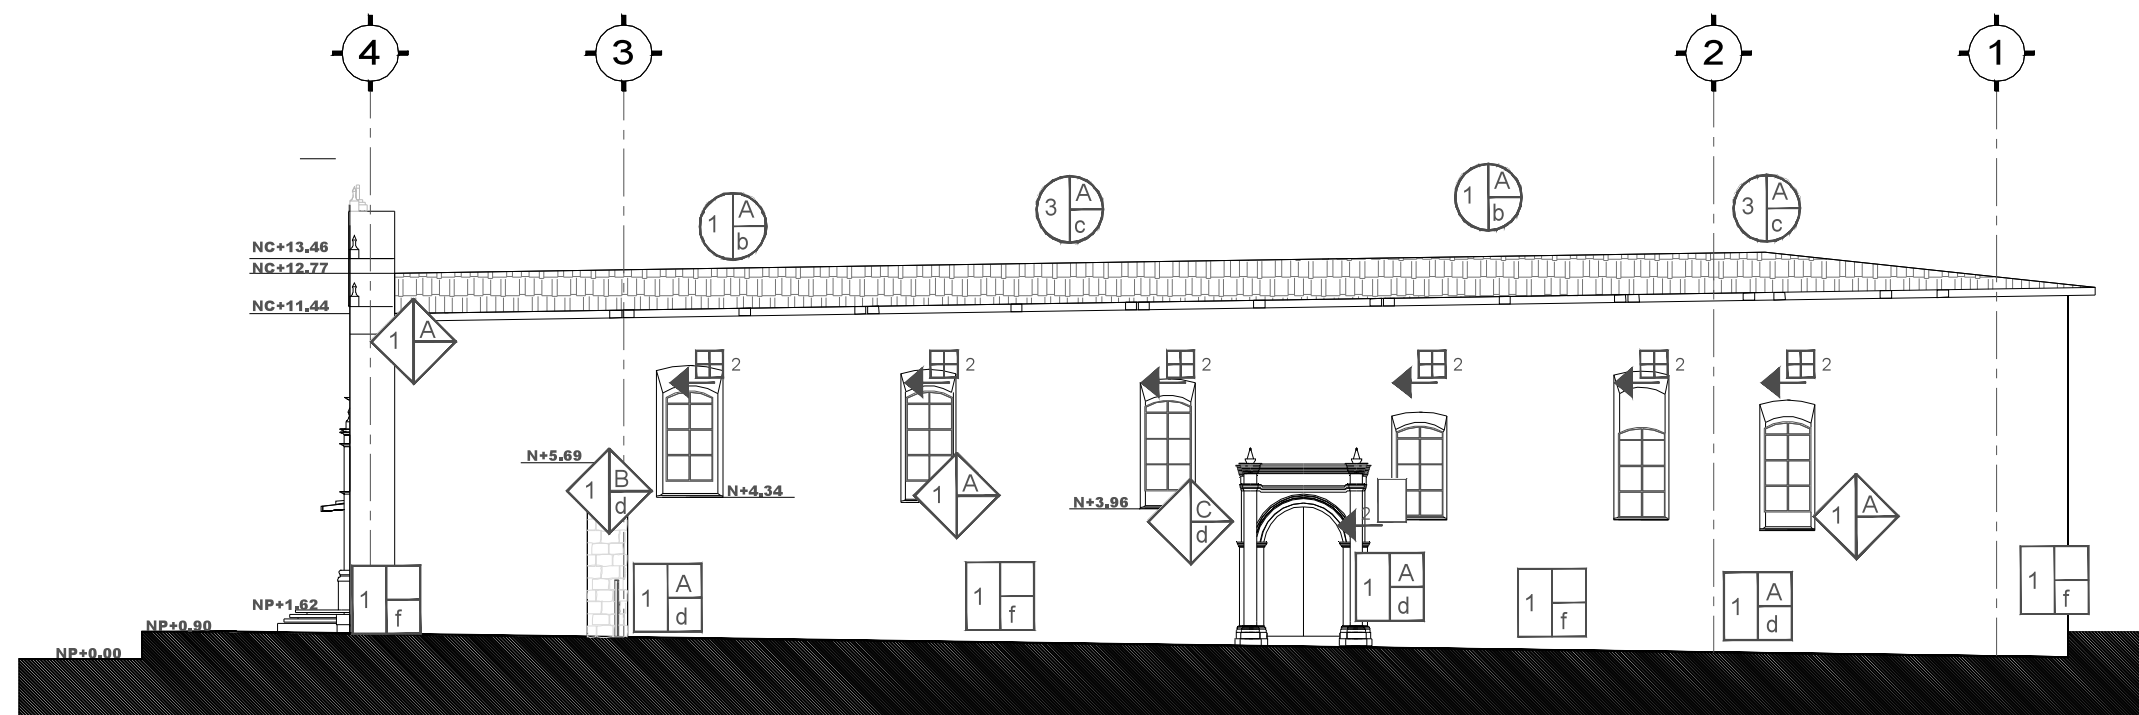 4 3 2 1
1 A b
3 A c
1 A b
3 A c
NC+13.46
NC+12.77
NC+11.44
1 A
2 2 2 2 2 2
N+5.69
1 B d
N+4.34
1 A
N+3.96
1 C d
2
1 A
1 f
1 A d
1 f
1 A d
1 f
1 A d
1 f
NP+1.62
NP+0.90
NP+0.00